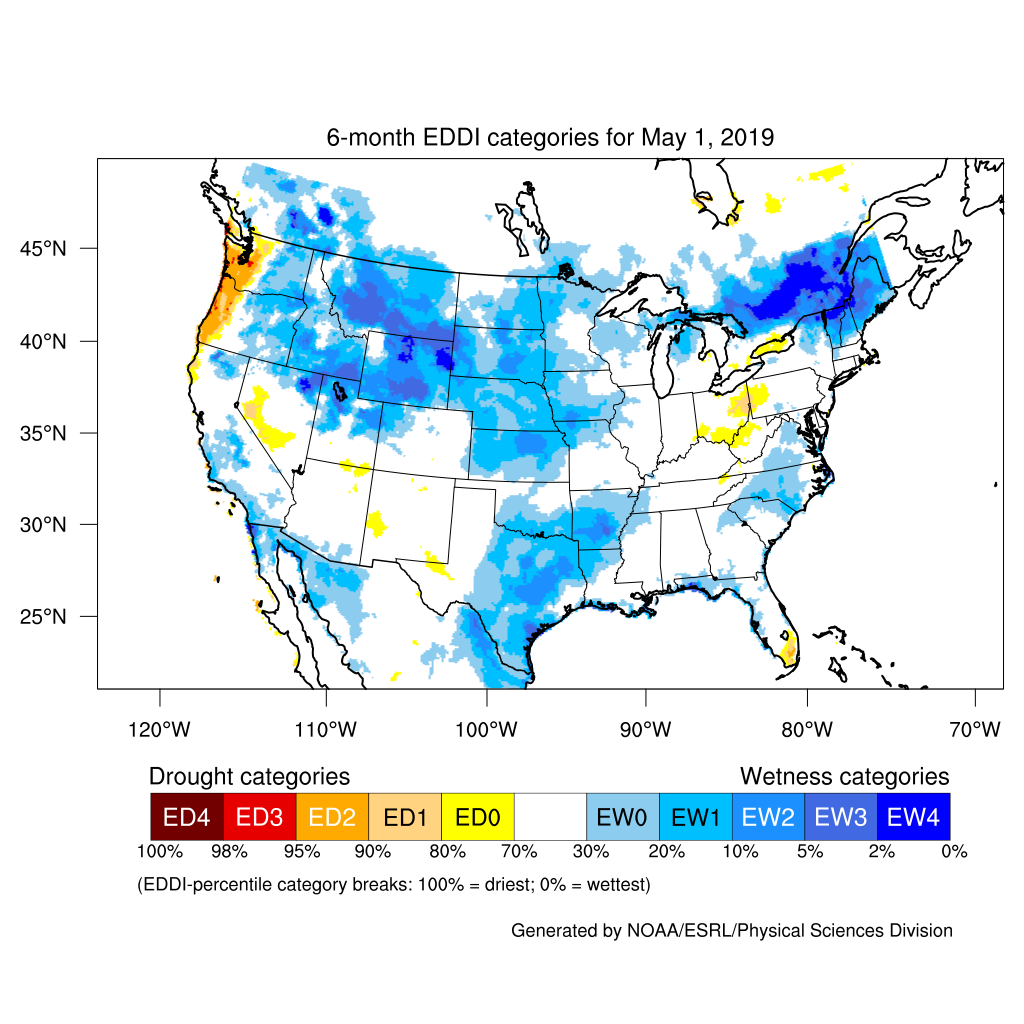 6-month EDDI categories for May 1, 2019
45°N
40°N
35°N
30°N
25°N
120°W 110°W 100°W 90°W 80°W 70°W
Drought categories Wetness categories
ED4 ED3 ED2 ED1 ED0 EW0 EW1 EW2 EW3 EW4
100% 98% 95% 90% 80% 70% 30% 20% 10% 5% 2% 0%
(EDDI-percentile category breaks: 100% = driest; 0% = wettest)
Generated by NOAA/ESRL/Physical Sciences Division